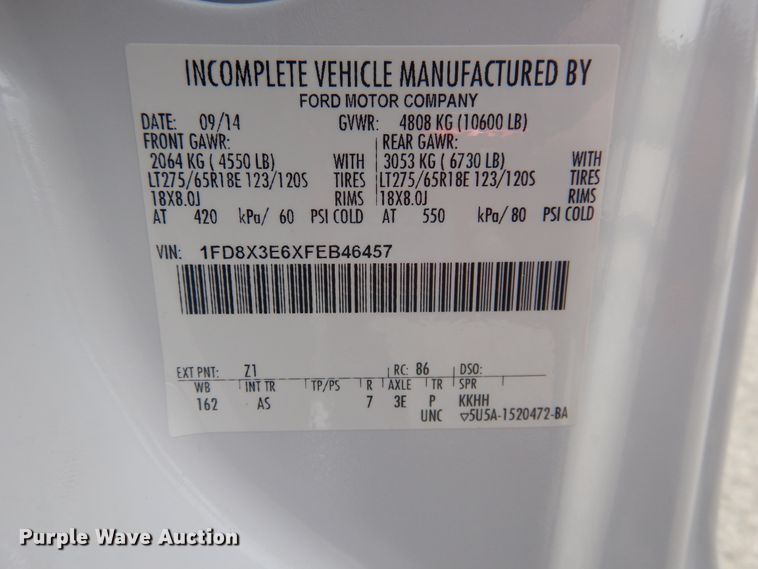 INCOMPLETE VEHICLE MANUFACTURED BY
FORD MOTOR COMPANY
DATE: 09/14 GVWR: 4808 KG (10600 LB)
FRONT GAWR: REAR GAWR:
2064 KG ( 4550 LB) WITH 3053 KG ( 6730 LB) WITH
LT275/65R18E 123/120S TIRES LT275/65R18E 123/120S TIRES
18X8.0J RIMS 18X8.0J RIMS
AT 420 kPa/ 60 PSI COLD AT 550 kPa/ 80 PSI COLD
VIN: 1FD8X3E6XFEB46457
EXT PNT: Z1 RC: 86 DSO:
WB INT TR TP/PS R AXLE TR SPR
162 AS 7 3E P KKHH
UNC ▽5U5A-1520472-BA
Purple Wave Auction